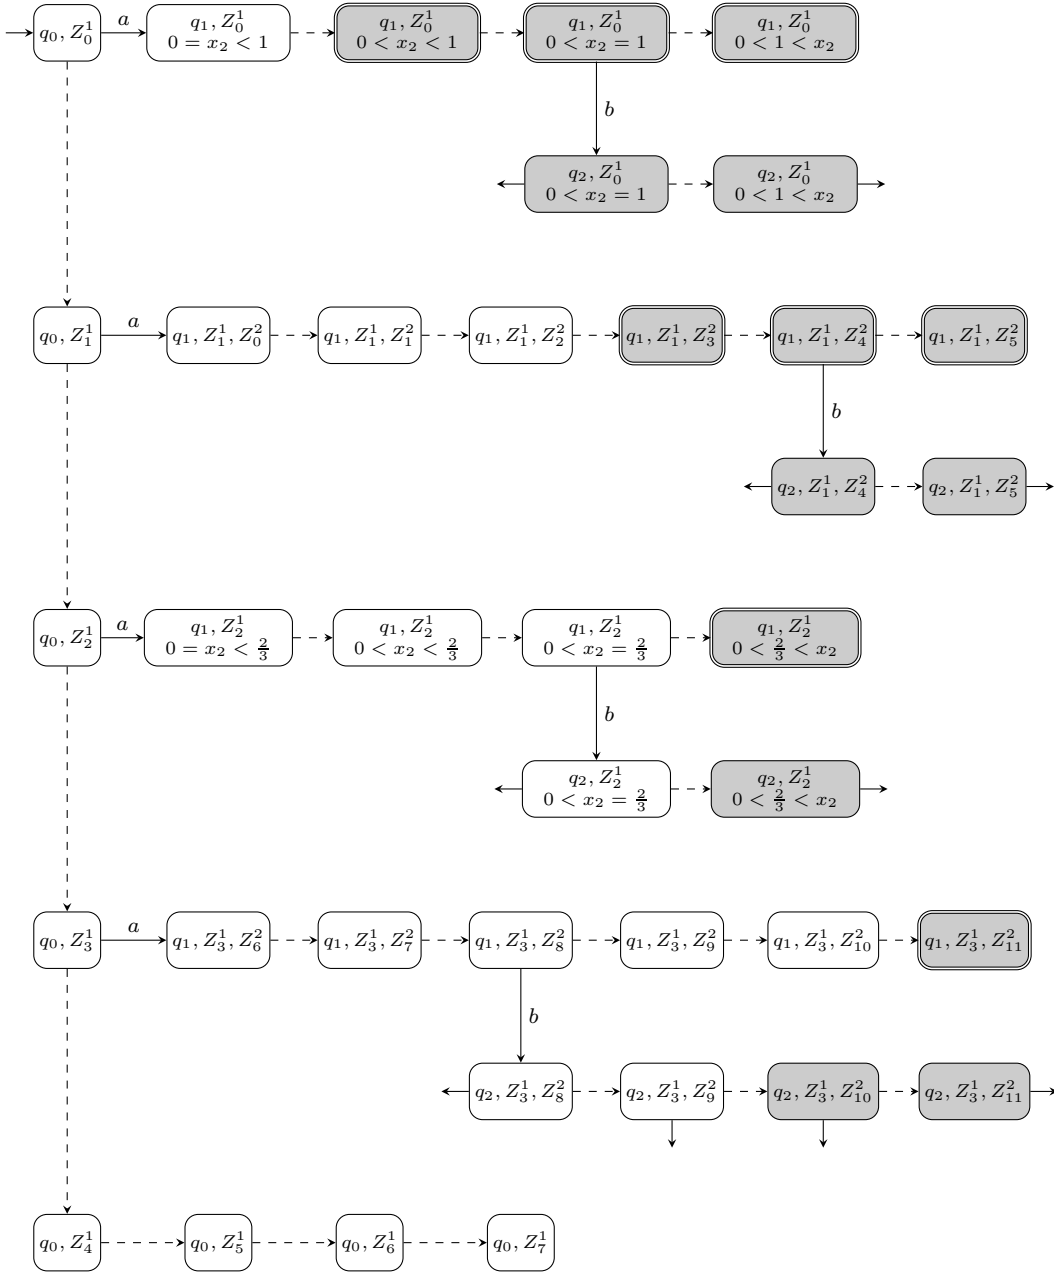 q₀, Z₀¹
a
q₁, Z₀¹
0 = x₂ < 1
q₁, Z₀¹
0 < x₂ < 1
q₁, Z₀¹
0 < x₂ = 1
q₁, Z₀¹
0 < 1 < x₂
b
q₂, Z₀¹
0 < x₂ = 1
q₂, Z₀¹
0 < 1 < x₂
q₀, Z₁¹
a
q₁, Z₁¹, Z₀²
q₁, Z₁¹, Z₁²
q₁, Z₁¹, Z₂²
q₁, Z₁¹, Z₃²
q₁, Z₁¹, Z₄²
q₁, Z₁¹, Z₅²
b
q₂, Z₁¹, Z₄²
q₂, Z₁¹, Z₅²
q₀, Z₂¹
a
q₁, Z₂¹
0 = x₂ < 2/3
q₁, Z₂¹
0 < x₂ < 2/3
q₁, Z₂¹
0 < x₂ = 2/3
q₁, Z₂¹
0 < 2/3 < x₂
b
q₂, Z₂¹
0 < x₂ = 2/3
q₂, Z₂¹
0 < 2/3 < x₂
q₀, Z₃¹
a
q₁, Z₃¹, Z₆²
q₁, Z₃¹, Z₇²
q₁, Z₃¹, Z₈²
q₁, Z₃¹, Z₉²
q₁, Z₃¹, Z₁₀²
q₁, Z₃¹, Z₁₁²
b
q₂, Z₃¹, Z₈²
q₂, Z₃¹, Z₉²
q₂, Z₃¹, Z₁₀²
q₂, Z₃¹, Z₁₁²
q₀, Z₄¹
q₀, Z₅¹
q₀, Z₆¹
q₀, Z₇¹